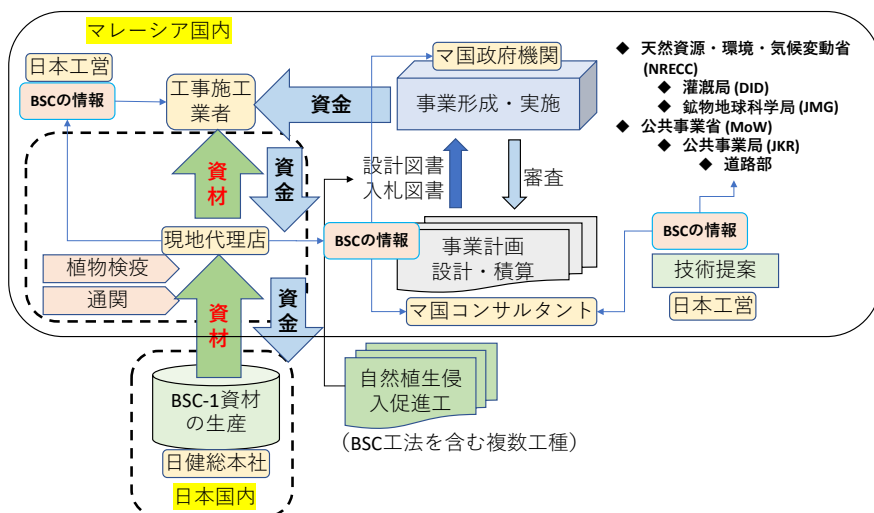 マレーシア国内
日本工営
BSCの情報
工事施工
業者
資金
マ国政府機関
事業形成・実施
◆ 天然資源・環境・気候変動省
(NRECC)
◆ 灌漑局 (DID)
◆ 鉱物地球科学局 (JMG)
◆ 公共事業省 (MoW)
◆ 公共事業局 (JKR)
◆ 道路部
資材
資金
設計図書
入札図書
審査
現地代理店
BSCの情報
事業計画
設計・積算
BSCの情報
技術提案
日本工営
植物検疫
通関
資材
資金
マ国コンサルタント
BSC-1資材
の生産
日健総本社
日本国内
自然植生侵
入促進工
（BSC工法を含む複数工種）